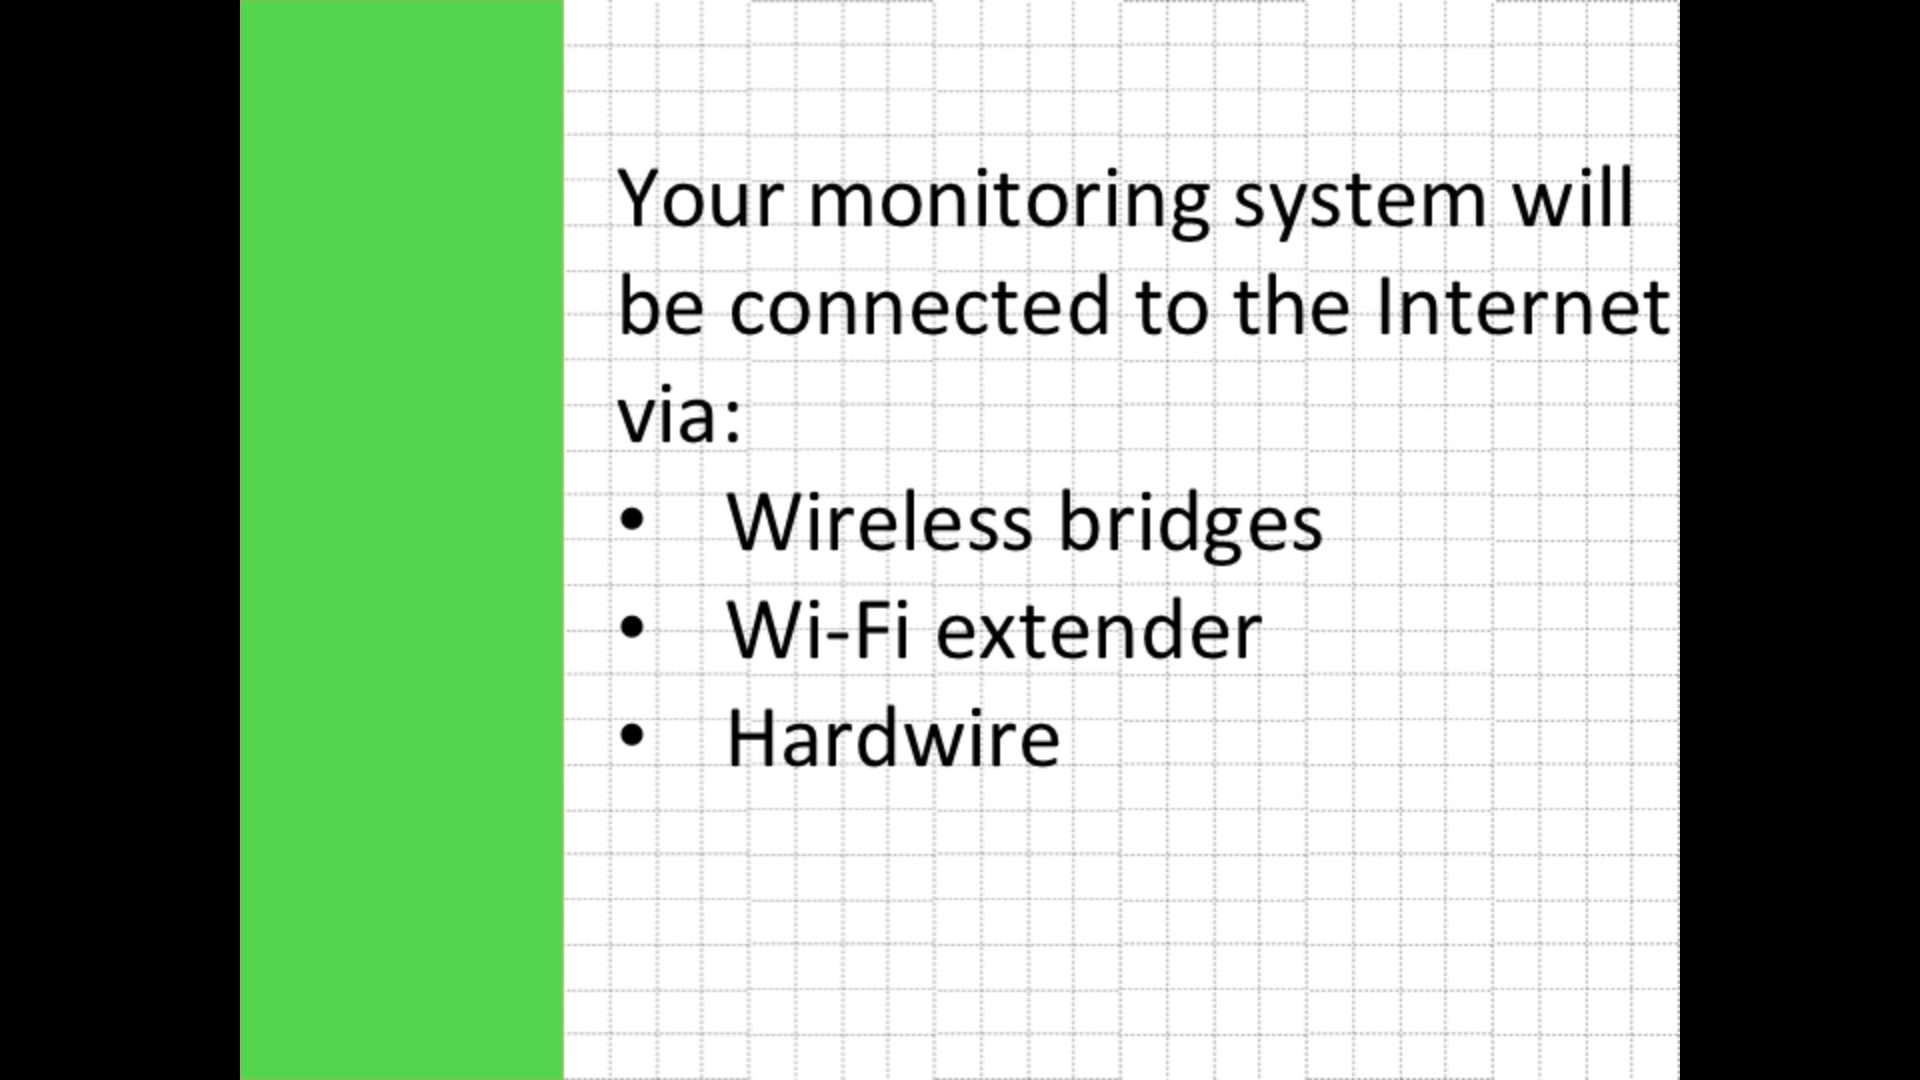 Your monitoring system will
be connected to the Internet
via:
• Wireless bridges
• Wi-Fi extender
• Hardwire